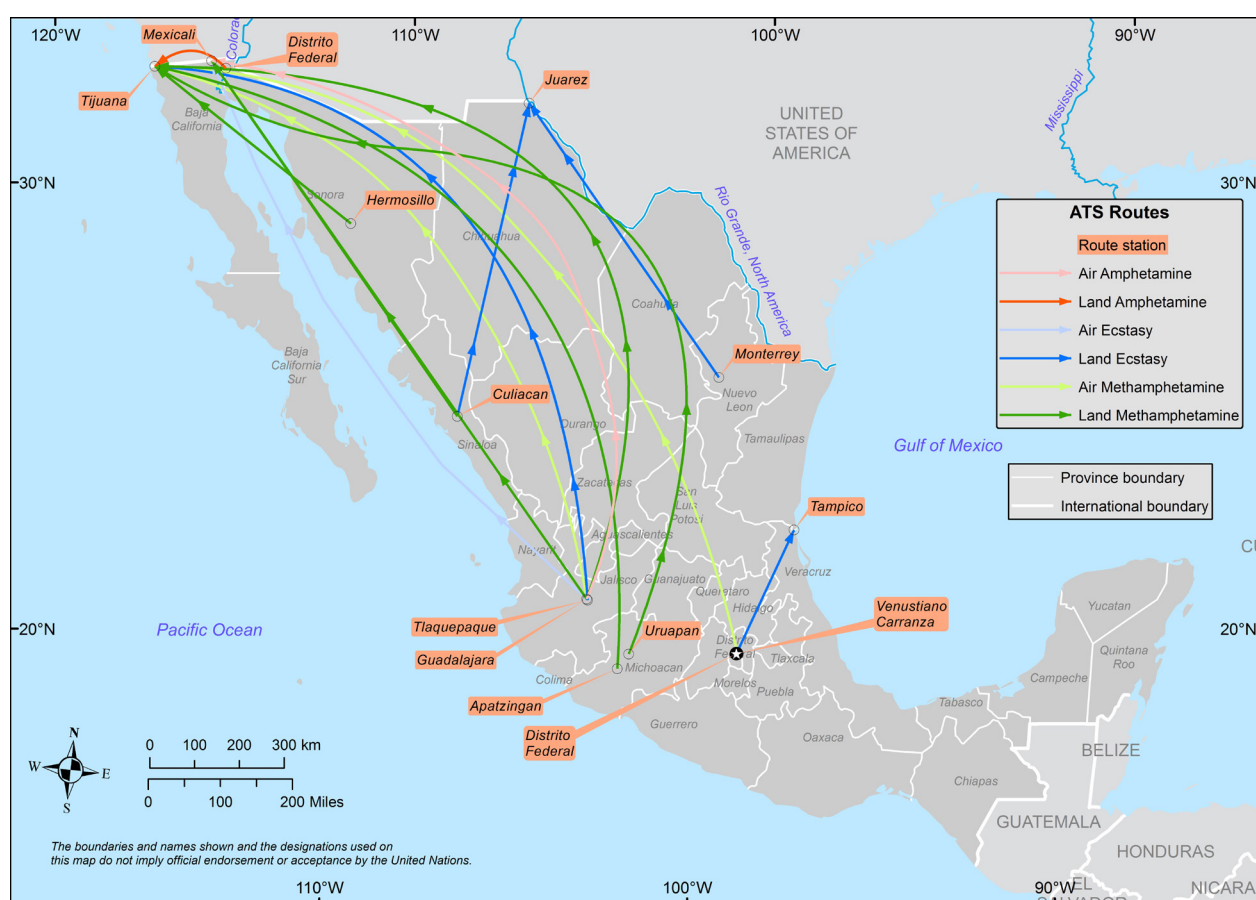 120°W
110°W
100°W
90°W
Mexicali
Colora
Distrito
Federal
Tijuana
Juarez
Baja
California
UNITED
STATES OF
AMERICA
Mississippi
30°N
30°N
Sonora
Hermosillo
Chihuahua
Rio Grande, North America
ATS Routes
Route station
Air Amphetamine
Land Amphetamine
Air Ecstasy
Land Ecstasy
Air Methamphetamine
Land Methamphetamine
Coahuila
Baja
California
Sur
Monterrey
Nuevo
Leon
Culiacan
Durango
Sinaloa
Tamaulipas
Gulf of Mexico
Province boundary
International boundary
Zacatecas
San
Luis
Potosi
Tampico
Aguascalientes
Nayarit
Jalisco
Guanajuato
Queretaro
Hidalgo
Veracruz
CU
Pacific Ocean
Tlaquepaque
Guadalajara
Uruapan
Venustiano
Carranza
Yucatan
20°N
20°N
Distrito
Federal
Tlaxcala
Michoacan
Quintana
Roo
Campeche
Colima
Apatzingan
Morelos
Puebla
Tabasco
Guerrero
Distrito
Federal
Oaxaca
BELIZE
N
W
E
S
0 100 200 300 km
0 100 200 Miles
Chiapas
GUATEMALA
HONDURAS
The boundaries and names shown and the designations used on
this map do not imply official endorsement or acceptance by the United Nations.
110°W
100°W
90°W
EL
SALVADOR
NICARA